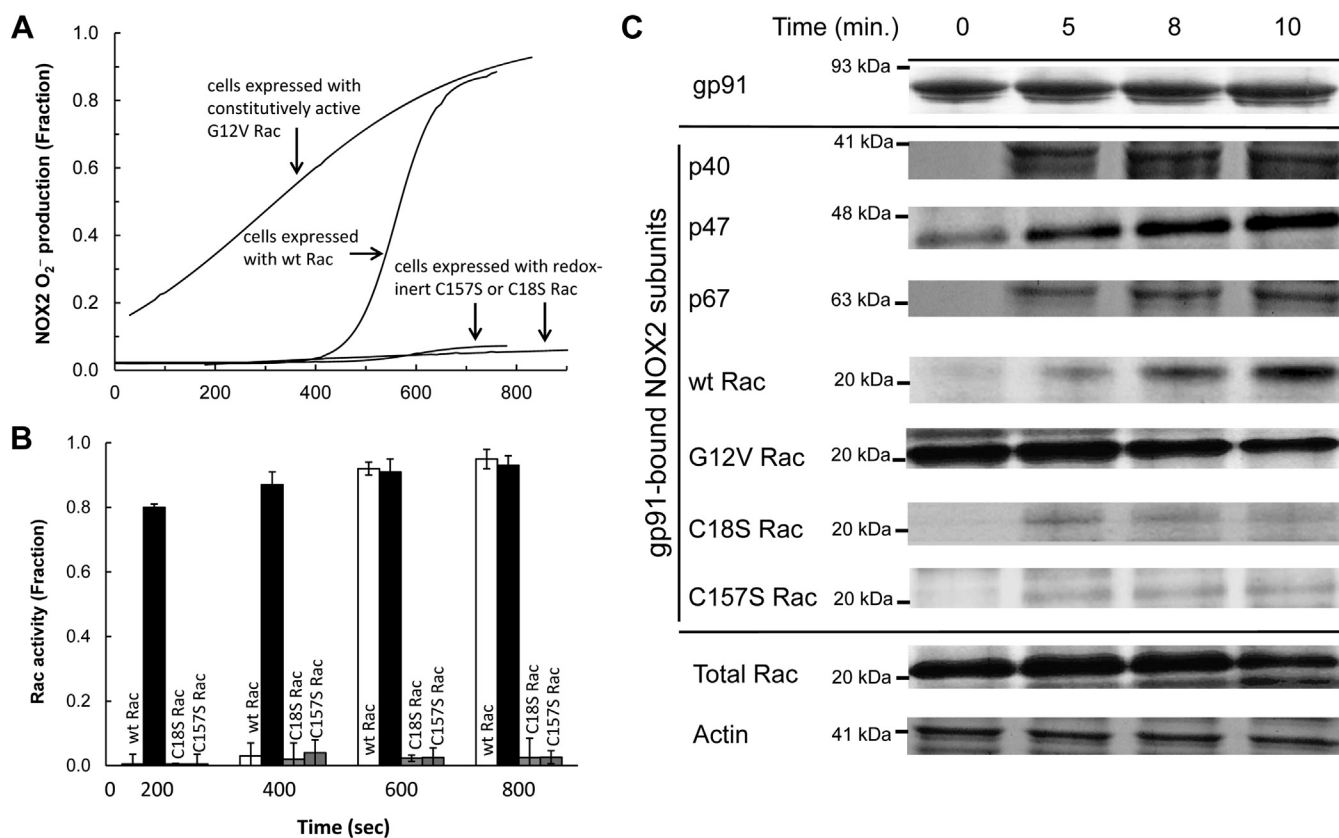 A
NOX2 O₂⁻ production (Fraction)
1.0
0.8
0.6
0.4
0.2
0.0
0
200
400
600
800
cells expressed with
constitutively active
G12V Rac
cells expressed
with wt Rac
cells expressed with redox-
inert C157S or C18S Rac
B
Rac activity (Fraction)
1.0
0.8
0.6
0.4
0.2
0.0
wt Rac
C18S Rac
C157S Rac
wt Rac
C18S Rac
C157S Rac
wt Rac
C18S Rac
C157S Rac
wt Rac
C18S Rac
C157S Rac
0
200
400
600
800
Time (sec)
C
Time (min.) 0 5 8 10
gp91 93 kDa
gp91-bound NOX2 subunits
p40 41 kDa
p47 48 kDa
p67 63 kDa
wt Rac 20 kDa
G12V Rac 20 kDa
C18S Rac 20 kDa
C157S Rac 20 kDa
Total Rac 20 kDa
Actin 41 kDa